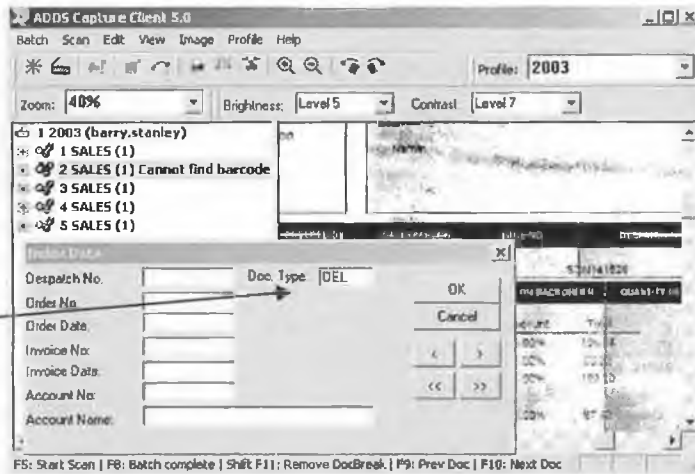 ADDS Capture Client 5.0
Batch Scan Edit View Image Profile Help
Profile: 2003
Zoom: 40% Brightness: Level 5 Contrast Level 7
1 2003 (barry.stanley)
1 SALES (1)
2 SALES (1) Cannot find barcode
3 SALES (1)
4 SALES (1)
5 SALES (1)
Index Data
Despatch No. Doc. Type DEL
Order No.
Order Date:
Invoice No:
Invoice Date:
Account No:
Account Name:
OK
Cancel
< >
<< >>
QUANTITY
F5: Start Scan | F8: Batch complete | Shift F11: Remove DocBreak | F9: Prev Doc | F10: Next Doc